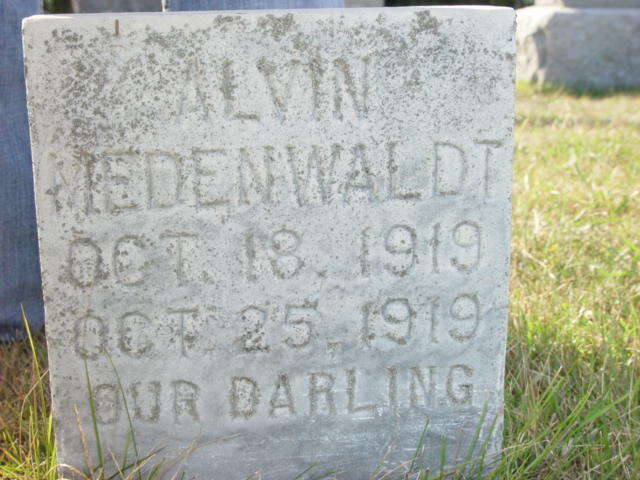 ALVIN
MEDENWALDT
OCT. 18, 1919
OCT. 25, 1919
OUR DARLING